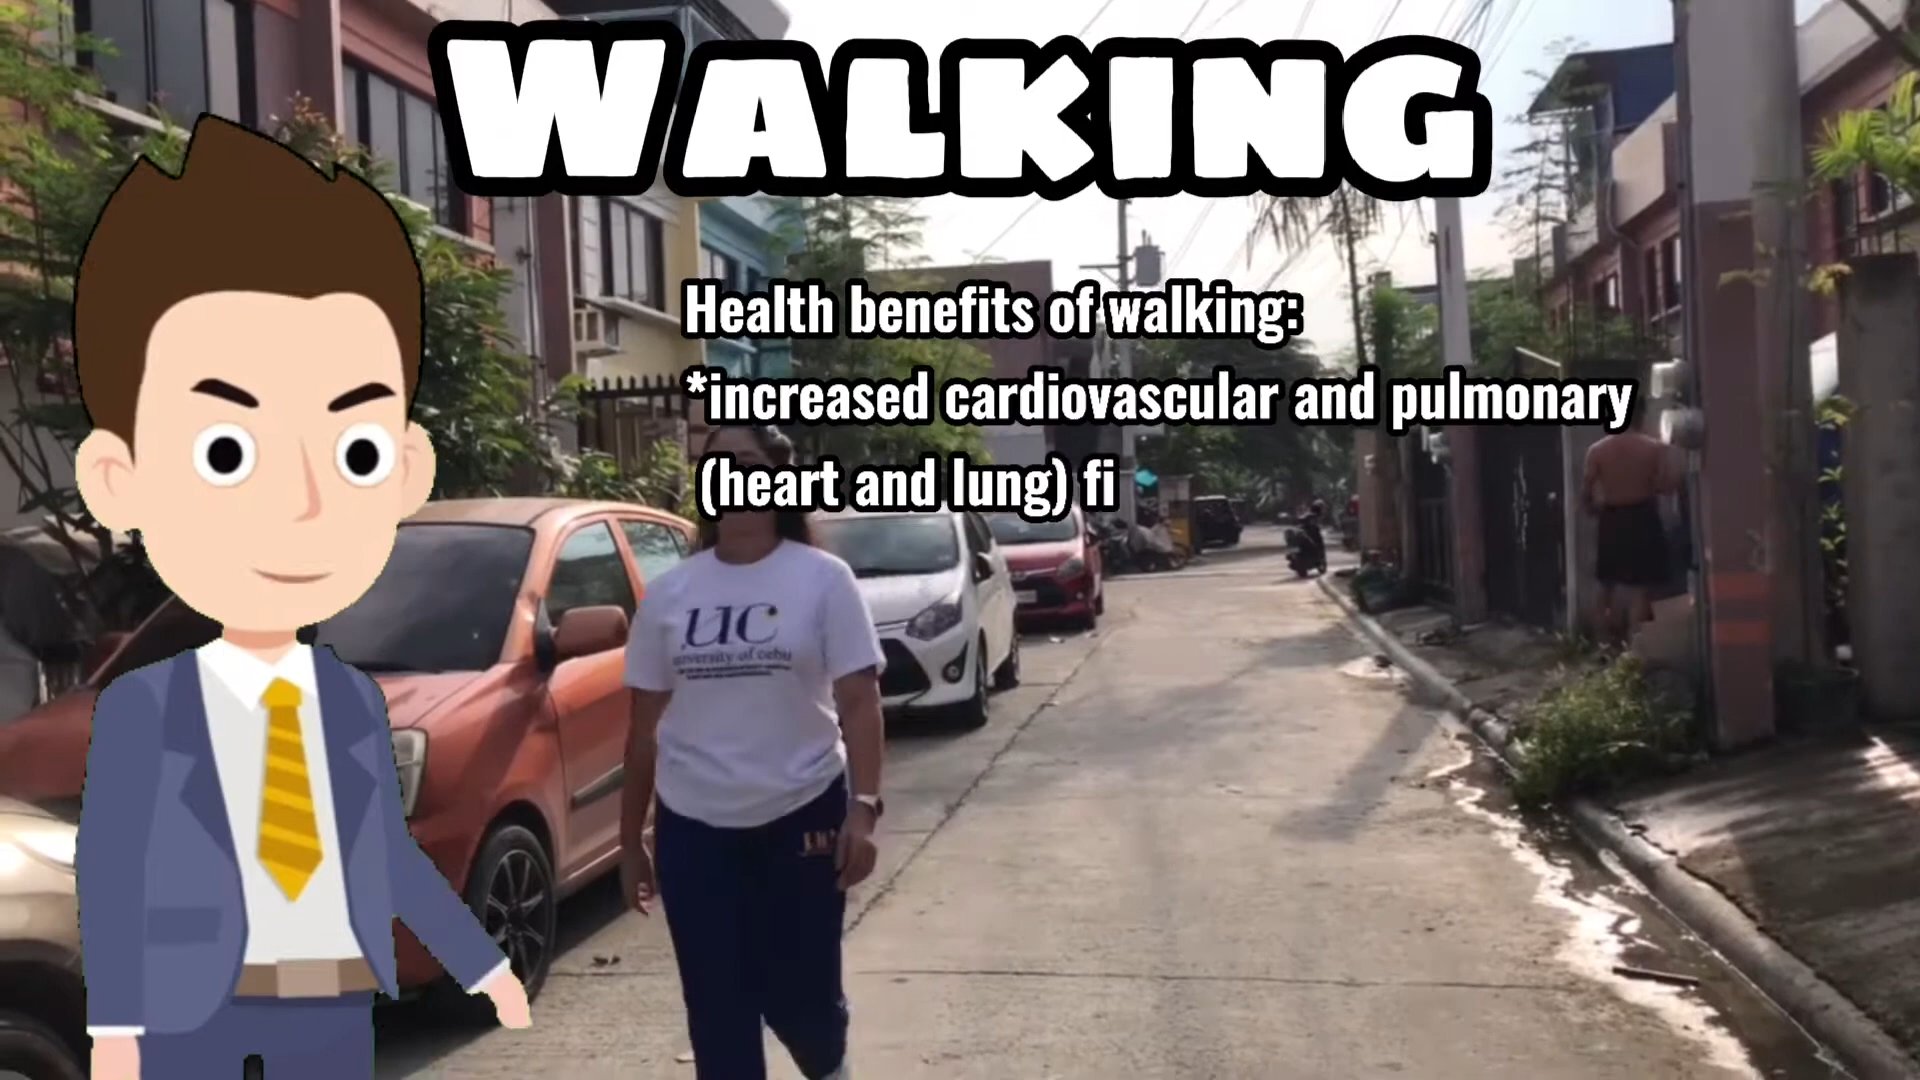 WALKING
Health benefits of walking:
*increased cardiovascular and pulmonary
(heart and lung) fi
uc
university of cebu